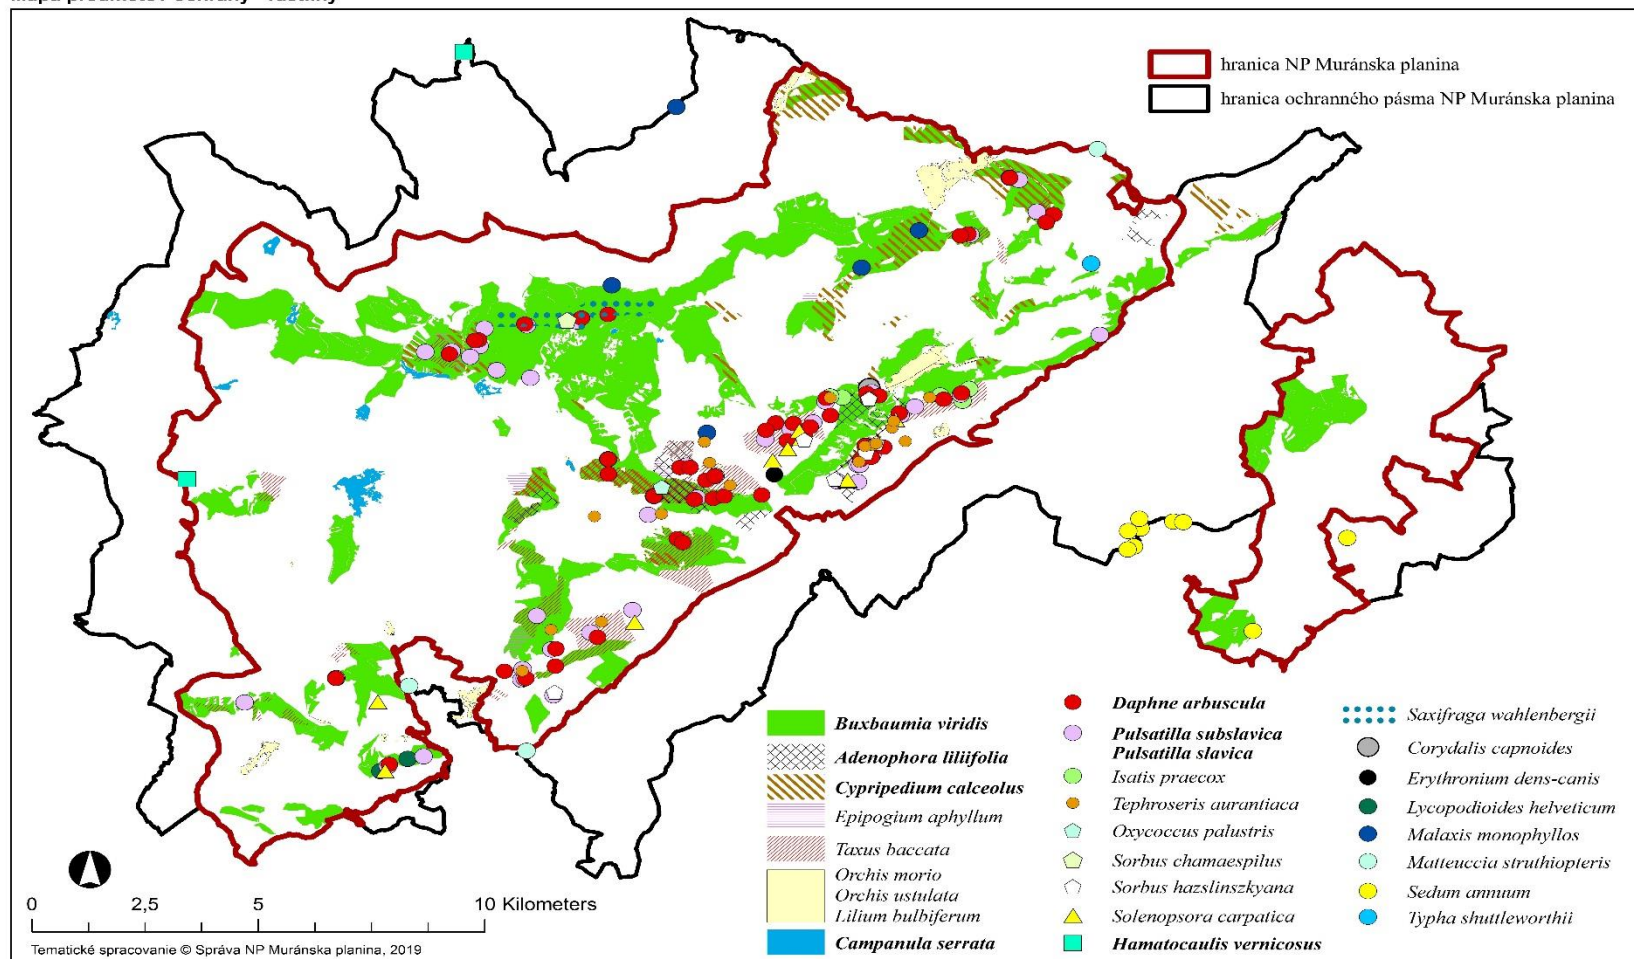 hranica NP Muránska planina
hranica ochranného pásma NP Muránska planina
Buxbaumia viridis
Adenophora liliifolia
Cypripedium calceolus
Epipogium aphyllum
Taxus baccata
Orchis morio
Orchis ustulata
Lilium bulbiferum
Campanula serrata
Daphne arbuscula
Pulsatilla subslavica
Pulsatilla slavica
Isatis praecox
Tephroseris aurantiaca
Oxycoccus palustris
Sorbus chamaespilus
Sorbus hazslinszkyana
Solenopsora carpatica
Hamatocaulis vernicosus
Saxifraga wahlenbergii
Corydalis capnoides
Erythronium dens-canis
Lycopodioides helveticum
Malaxis monophyllos
Matteuccia struthiopteris
Sedum annuum
Typha shuttleworthii
0 2,5 5 10 Kilometers
Tematické spracovanie © Správa NP Muránska planina, 2019